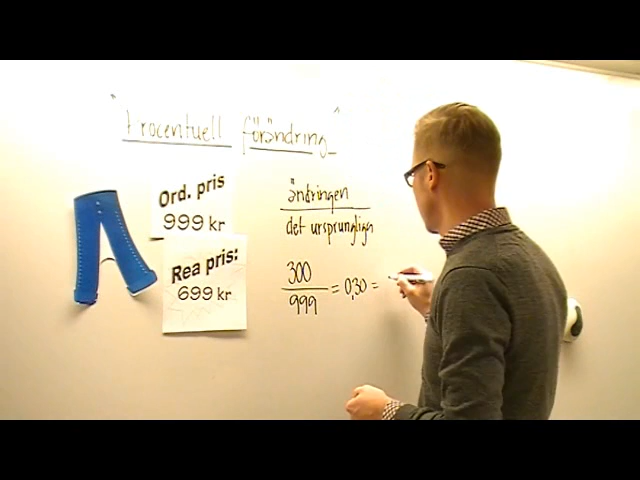 "Procentuell förändring"
Ord. pris
999 kr
Rea pris:
699 kr
ändringen
det ursprungliga
300
999
= 0,30 =